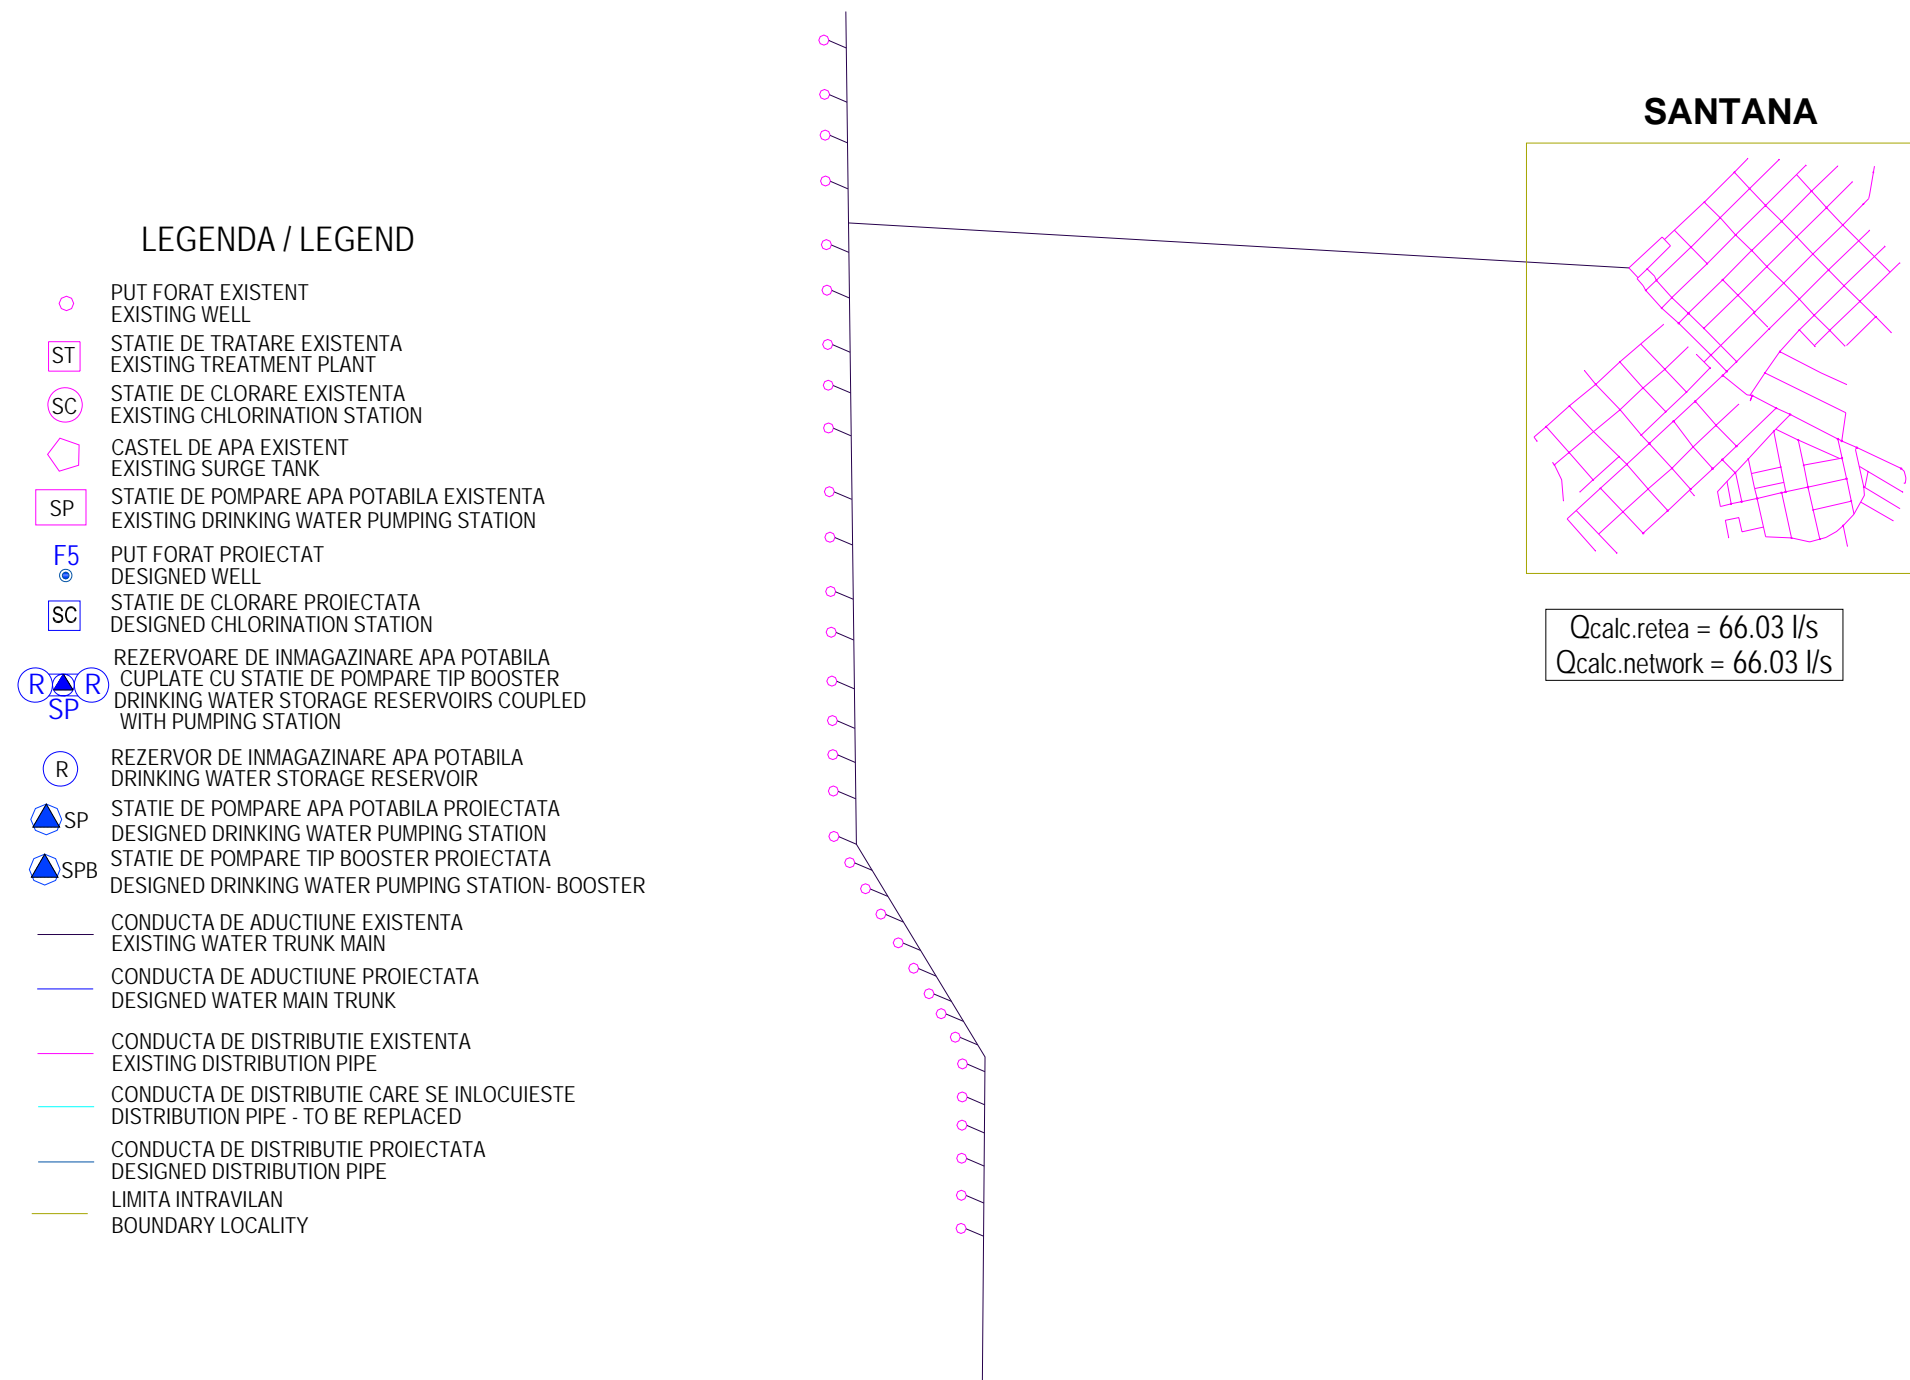 SANTANA
LEGENDA / LEGEND
PUT FORAT EXISTENT
EXISTING WELL
ST
STATIE DE TRATARE EXISTENTA
EXISTING TREATMENT PLANT
SC
STATIE DE CLORARE EXISTENTA
EXISTING CHLORINATION STATION
CASTEL DE APA EXISTENT
EXISTING SURGE TANK
SP
STATIE DE POMPARE APA POTABILA EXISTENTA
EXISTING DRINKING WATER PUMPING STATION
F5
PUT FORAT PROIECTAT
DESIGNED WELL
SC
STATIE DE CLORARE PROIECTATA
DESIGNED CHLORINATION STATION
R R
SP
REZERVOARE DE INMAGAZINARE APA POTABILA
CUPLATE CU STATIE DE POMPARE TIP BOOSTER
DRINKING WATER STORAGE RESERVOIRS COUPLED
WITH PUMPING STATION
R
REZERVOR DE INMAGAZINARE APA POTABILA
DRINKING WATER STORAGE RESERVOIR
SP
STATIE DE POMPARE APA POTABILA PROIECTATA
DESIGNED DRINKING WATER PUMPING STATION
SPB
STATIE DE POMPARE TIP BOOSTER PROIECTATA
DESIGNED DRINKING WATER PUMPING STATION- BOOSTER
CONDUCTA DE ADUCTIUNE EXISTENTA
EXISTING WATER TRUNK MAIN
CONDUCTA DE ADUCTIUNE PROIECTATA
DESIGNED WATER MAIN TRUNK
CONDUCTA DE DISTRIBUTIE EXISTENTA
EXISTING DISTRIBUTION PIPE
CONDUCTA DE DISTRIBUTIE CARE SE INLOCUIESTE
DISTRIBUTION PIPE - TO BE REPLACED
CONDUCTA DE DISTRIBUTIE PROIECTATA
DESIGNED DISTRIBUTION PIPE
LIMITA INTRAVILAN
BOUNDARY LOCALITY
Qcalc.retea = 66.03 l/s
Qcalc.network = 66.03 l/s